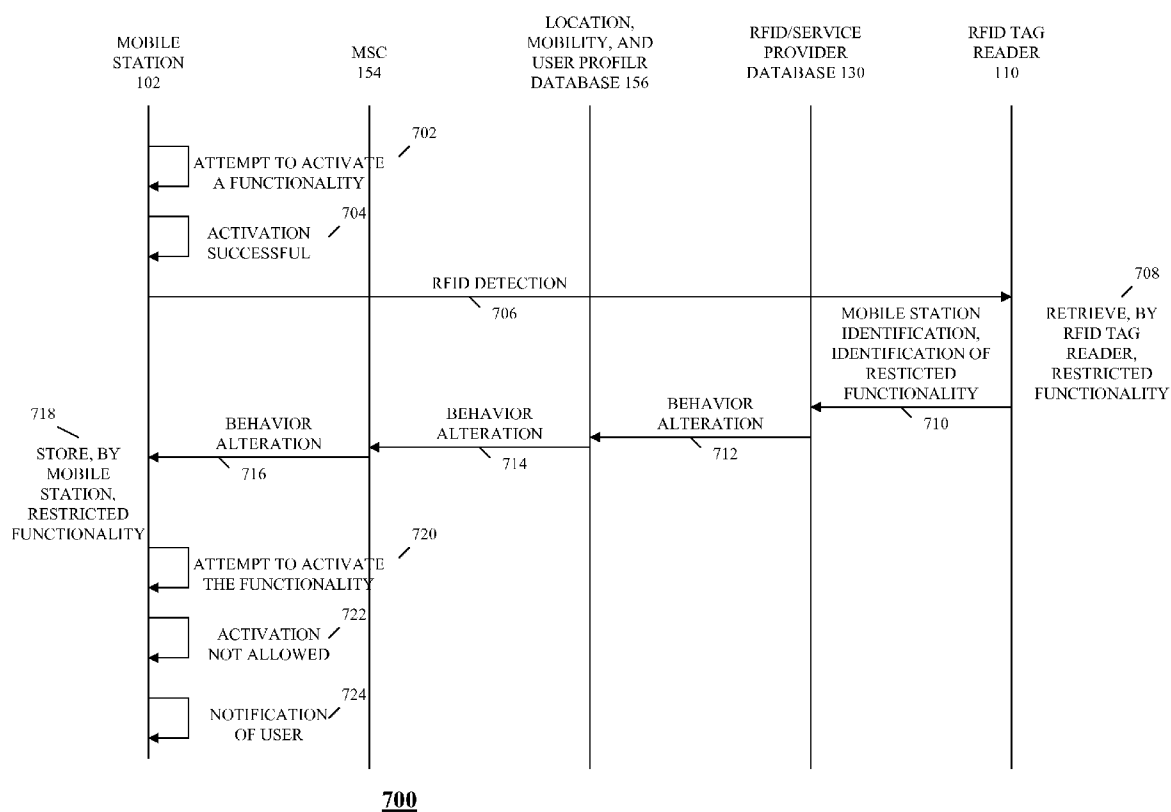 MOBILE
STATION
102
MSC
154
LOCATION,
MOBILITY, AND
USER PROFILR
DATABASE 156
RFID/SERVICE
PROVIDER
DATABASE 130
RFID TAG
READER
110
702
ATTEMPT TO ACTIVATE
A FUNCTIONALITY
704
ACTIVATION
SUCCESSFUL
RFID DETECTION
706
708
RETRIEVE, BY
RFID TAG
READER,
RESTRICTED
FUNCTIONALITY
MOBILE STATION
IDENTIFICATION,
IDENTIFICATION OF
RESTICTED
FUNCTIONALITY
710
BEHAVIOR
ALTERATION
712
BEHAVIOR
ALTERATION
714
BEHAVIOR
ALTERATION
716
718
STORE, BY
MOBILE
STATION,
RESTRICTED
FUNCTIONALITY
720
ATTEMPT TO ACTIVATE
THE FUNCTIONALITY
722
ACTIVATION
NOT ALLOWED
724
NOTIFICATION
OF USER
700